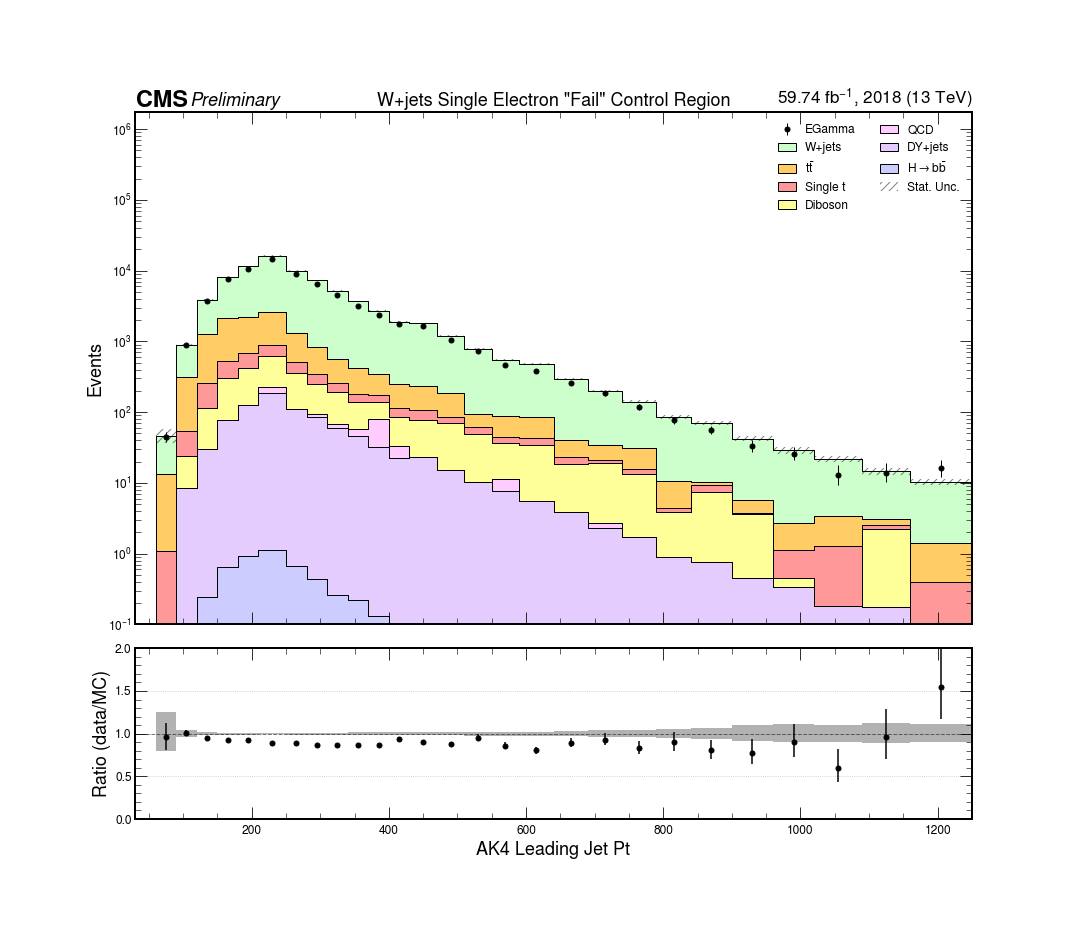 CMS Preliminary W+jets Single Electron "Fail" Control Region 59.74 fb⁻¹, 2018 (13 TeV)
EGamma QCD
W+jets DY+jets
tt̄ H→bb̄
Single t Stat. Unc.
Diboson
10⁶
10⁵
10⁴
10³
10²
10¹
10⁰
10⁻¹
Events
2.0
1.5
1.0
0.5
0.0
Ratio (data/MC)
200 400 600 800 1000 1200
AK4 Leading Jet Pt